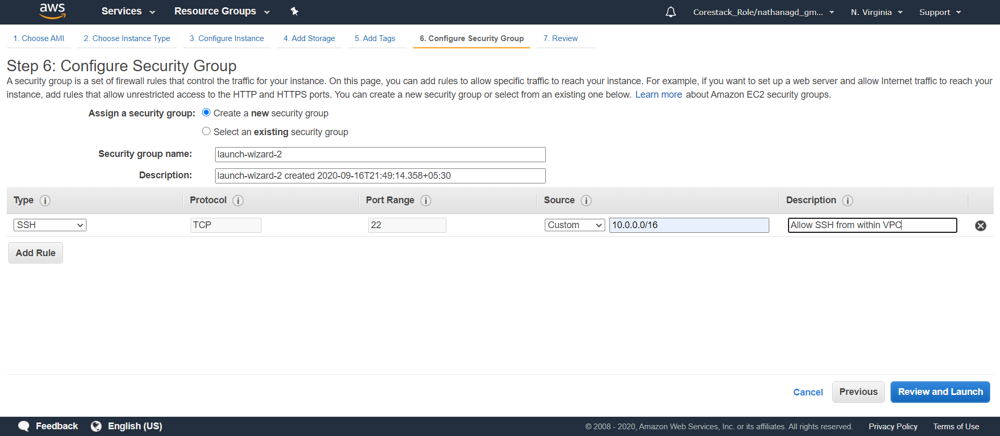 aws Services Resource Groups Corestack_Role/nathanagd_gm... N. Virginia Support
1. Choose AMI 2. Choose Instance Type 3. Configure Instance 4. Add Storage 5. Add Tags 6. Configure Security Group 7. Review
Step 6: Configure Security Group
A security group is a set of firewall rules that control the traffic for your instance. On this page, you can add rules to allow specific traffic to reach your instance. For example, if you want to set up a web server and allow Internet traffic to reach your
instance, add rules that allow unrestricted access to the HTTP and HTTPS ports. You can create a new security group or select from an existing one below. Learn more about Amazon EC2 security groups.
Assign a security group: Create a new security group
Select an existing security group
Security group name: launch-wizard-2
Description: launch-wizard-2 created 2020-09-16T21:49:14.358+05:30
Type i Protocol i Port Range i Source i Description i
SSH TCP 22 Custom 10.0.0.0/16 Allow SSH from within VPC
Add Rule
Cancel Previous Review and Launch
Feedback English (US) © 2008 - 2020, Amazon Web Services, Inc. or its affiliates. All rights reserved. Privacy Policy Terms of Use